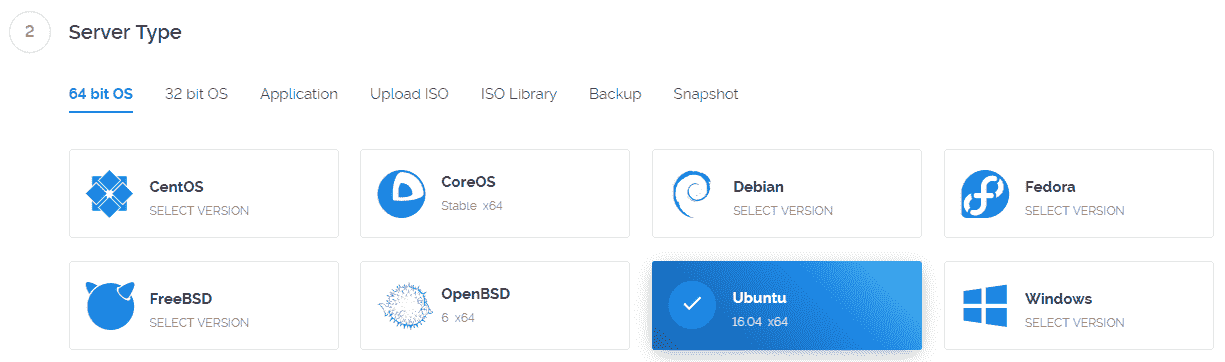 2
Server Type
64 bit OS
32 bit OS
Application
Upload ISO
ISO Library
Backup
Snapshot
CentOS
SELECT VERSION
CoreOS
Stable x64
Debian
SELECT VERSION
Fedora
SELECT VERSION
FreeBSD
SELECT VERSION
OpenBSD
6 x64
Ubuntu
16.04 x64
Windows
SELECT VERSION